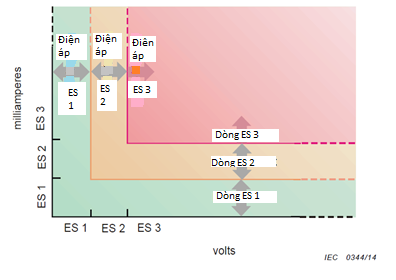 Điện áp
Điện áp
Điên áp
ES 1
ES 2
ES 3
milliamperes
ES 3
ES 2
ES 1
Dòng ES 3
Dòng ES 2
Dòng ES 1
ES 1
ES 2
ES 3
volts
IEC 0344/14